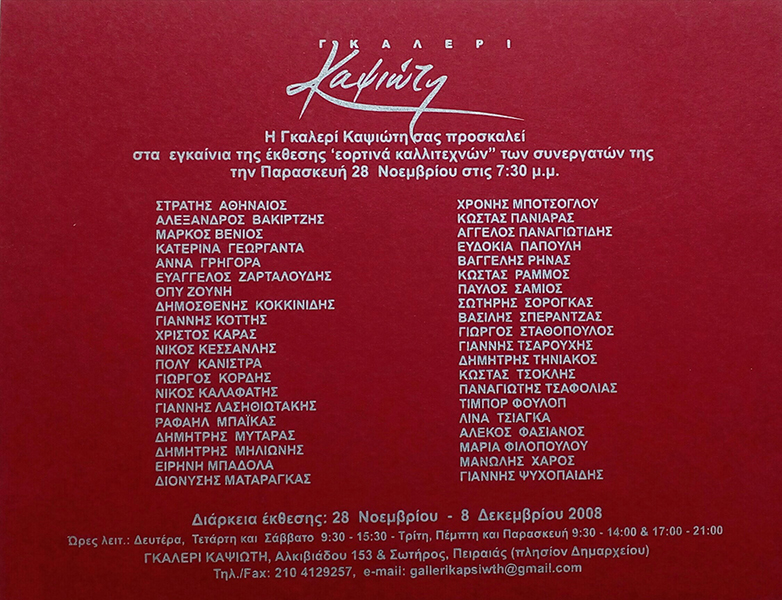 ΓΚΑΛΕΡΙ
Καψιώτη
Η Γκαλερί Καψιώτη σας προσκαλεί
στα εγκαίνια της έκθεσης ‘εορτινά καλλιτεχνών” των συνεργατών της
την Παρασκευή 28 Νοεμβρίου στις 7:30 μ.μ.
ΣΤΡΑΤΗΣ ΑΘΗΝΑΙΟΣ
ΑΛΕΞΑΝΔΡΟΣ ΒΑΚΙΡΤΖΗΣ
ΜΑΡΚΟΣ ΒΕΝΙΟΣ
ΚΑΤΕΡΙΝΑ ΓΕΩΡΓΑΝΤΑ
ΑΝΝΑ ΓΡΗΓΟΡΑ
ΕΥΑΓΓΕΛΟΣ ΖΑΡΤΑΛΟΥΔΗΣ
ΟΠΥ ΖΟΥΝΗ
ΔΗΜΟΣΘΕΝΗΣ ΚΟΚΚΙΝΙΔΗΣ
ΓΙΑΝΝΗΣ ΚΟΤΤΗΣ
ΧΡΙΣΤΟΣ ΚΑΡΑΣ
ΝΙΚΟΣ ΚΕΣΣΑΝΛΗΣ
ΠΟΛΥ ΚΑΝΙΣΤΡΑ
ΓΙΩΡΓΟΣ ΚΟΡΔΗΣ
ΝΙΚΟΣ ΚΑΛΑΦΑΤΗΣ
ΓΙΑΝΝΗΣ ΛΑΣΗΘΙΩΤΑΚΗΣ
ΡΑΦΑΗΛ ΜΠΑΪΚΑΣ
ΔΗΜΗΤΡΗΣ ΜΥΤΑΡΑΣ
ΔΗΜΗΤΡΗΣ ΜΗΛΙΩΝΗΣ
ΕΙΡΗΝΗ ΜΠΑΔΟΛΑ
ΔΙΟΝΥΣΗΣ ΜΑΤΑΡΑΓΚΑΣ
ΧΡΟΝΗΣ ΜΠΟΤΣΟΓΛΟΥ
ΚΩΣΤΑΣ ΠΑΝΙΑΡΑΣ
ΑΓΓΕΛΟΣ ΠΑΝΑΓΙΩΤΙΔΗΣ
ΕΥΔΟΚΙΑ ΠΑΠΟΥΛΗ
ΒΑΓΓΕΛΗΣ ΡΗΝΑΣ
ΚΩΣΤΑΣ ΡΑΜΜΟΣ
ΠΑΥΛΟΣ ΣΑΜΙΟΣ
ΣΩΤΗΡΗΣ ΣΟΡΟΓΚΑΣ
ΒΑΣΙΛΗΣ ΣΠΕΡΑΝΤΖΑΣ
ΓΙΩΡΓΟΣ ΣΤΑΘΟΠΟΥΛΟΣ
ΓΙΑΝΝΗΣ ΤΣΑΡΟΥΧΗΣ
ΔΗΜΗΤΡΗΣ ΤΗΝΙΑΚΟΣ
ΚΩΣΤΑΣ ΤΣΟΚΛΗΣ
ΠΑΝΑΓΙΩΤΗΣ ΤΣΑΦΟΛΙΑΣ
ΤΙΜΠΟΡ ΦΟΥΛΟΠ
ΛΙΝΑ ΤΣΙΑΓΚΑ
ΑΛΕΚΟΣ ΦΑΣΙΑΝΟΣ
ΜΑΡΙΑ ΦΙΛΟΠΟΥΛΟΥ
ΜΑΝΩΛΗΣ ΧΑΡΟΣ
ΓΙΑΝΝΗΣ ΨΥΧΟΠΑΙΔΗΣ
Διάρκεια έκθεσης: 28 Νοεμβρίου - 8 Δεκεμβρίου 2008
Ώρες λειτ.: Δευτέρα, Τετάρτη και Σάββατο 9:30 - 15:30 - Τρίτη, Πέμπτη και Παρασκευή 9:30 - 14:00 & 17:00 - 21:00
ΓΚΑΛΕΡΙ ΚΑΨΙΩΤΗ, Αλκιβιάδου 153 & Σωτήρος, Πειραιάς (πλησίον Δημαρχείου)
Τηλ./Fax: 210 4129257, e-mail: gallerikapsiwth@gmail.com